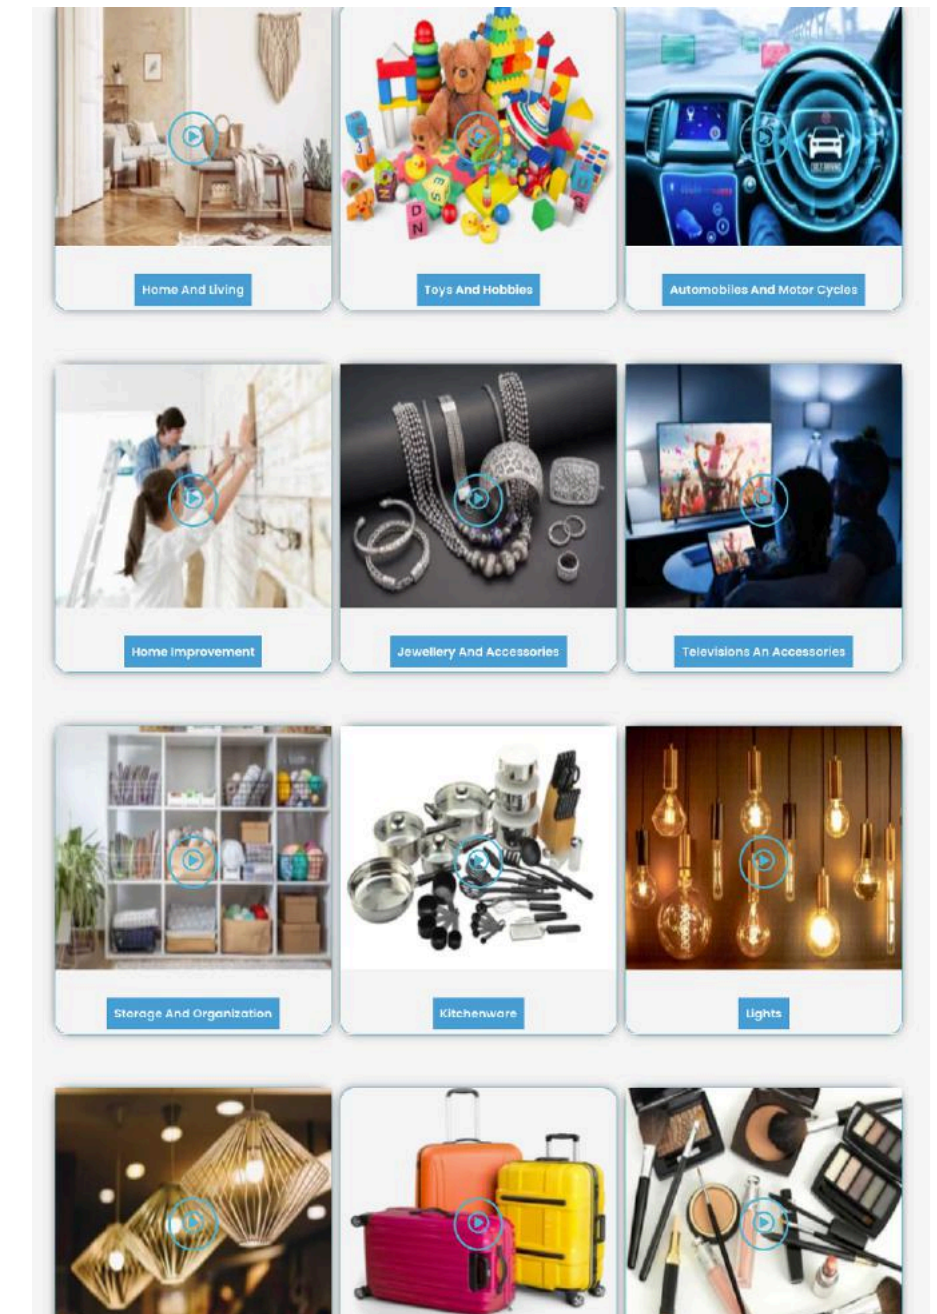 Home And Living
Toys And Hobbies
Automobiles And Motor Cycles
Home Improvement
Jewellery And Accessories
Televisions An Accessories
Storage And Organization
Kitchenware
Lights